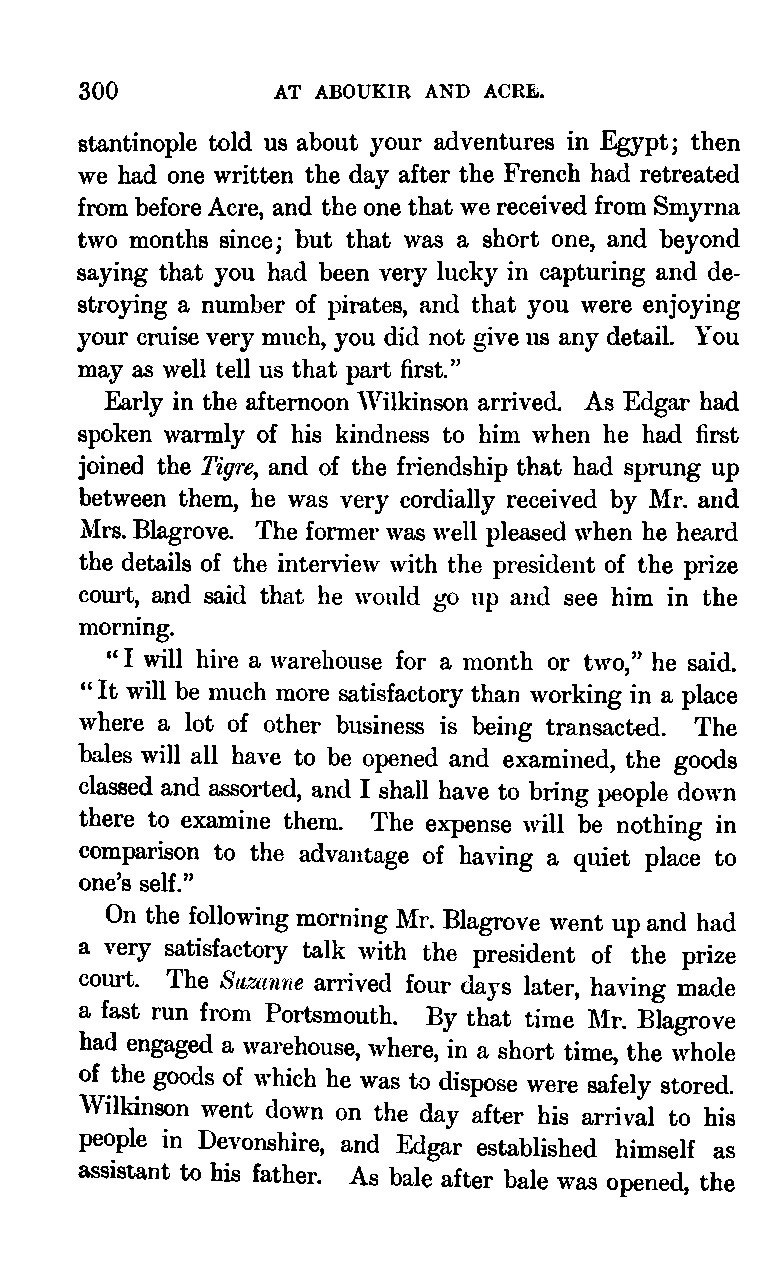 300 AT ABOUKIR AND ACRE.
stantinople told us about your adventures in Egypt; then
we had one written the day after the French had retreated
from before Acre, and the one that we received from Smyrna
two months since; but that was a short one, and beyond
saying that you had been very lucky in capturing and de-
stroying a number of pirates, and that you were enjoying
your cruise very much, you did not give us any detail. You
may as well tell us that part first.”
Early in the afternoon Wilkinson arrived. As Edgar had
spoken warmly of his kindness to him when he had first
joined the Tigre, and of the friendship that had sprung up
between them, he was very cordially received by Mr. and
Mrs. Blagrove. The former was well pleased when he heard
the details of the interview with the president of the prize
court, and said that he would go up and see him in the
morning.
“I will hire a warehouse for a month or two,” he said.
“It will be much more satisfactory than working in a place
where a lot of other business is being transacted. The
bales will all have to be opened and examined, the goods
classed and assorted, and I shall have to bring people down
there to examine them. The expense will be nothing in
comparison to the advantage of having a quiet place to
one’s self.”
On the following morning Mr. Blagrove went up and had
a very satisfactory talk with the president of the prize
court. The Suzanne arrived four days later, having made
a fast run from Portsmouth. By that time Mr. Blagrove
had engaged a warehouse, where, in a short time, the whole
of the goods of which he was to dispose were safely stored.
Wilkinson went down on the day after his arrival to his
people in Devonshire, and Edgar established himself as
assistant to his father. As bale after bale was opened, the